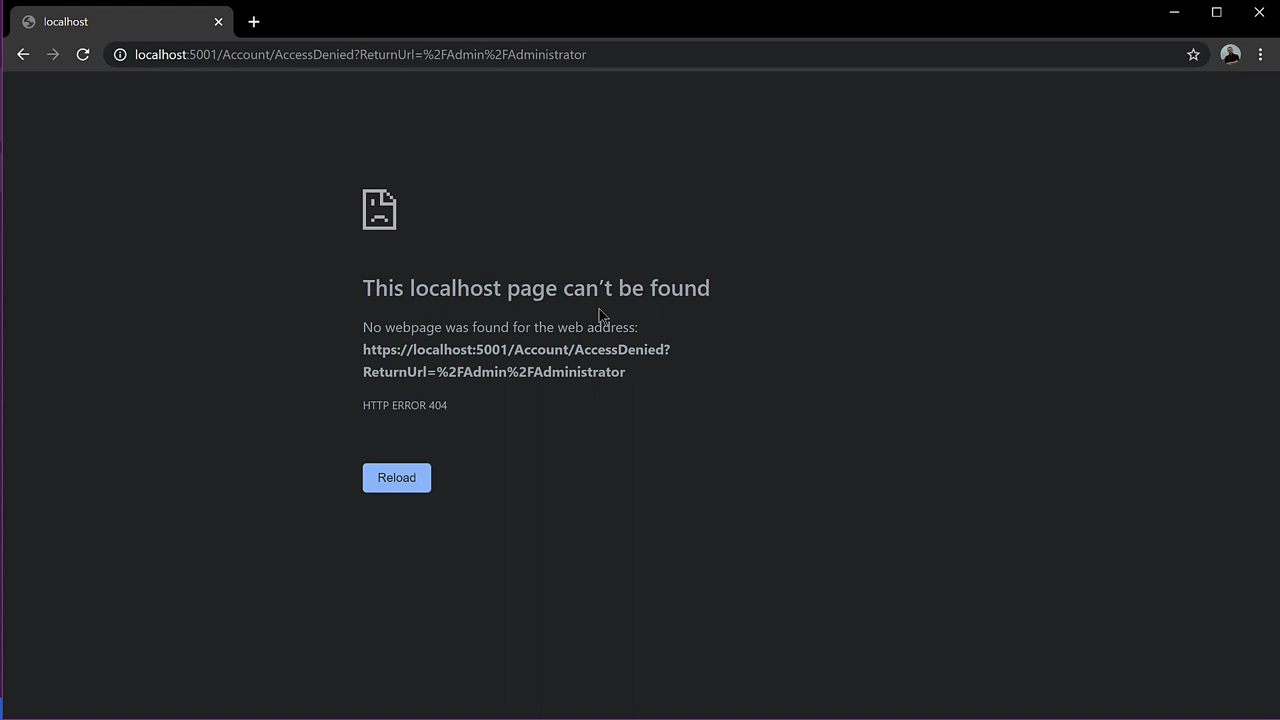 localhost
localhost:5001/Account/AccessDenied?ReturnUrl=%2FAdmin%2FAdministrator
This localhost page can’t be found
No webpage was found for the web address:
https://localhost:5001/Account/AccessDenied?
ReturnUrl=%2FAdmin%2FAdministrator
HTTP ERROR 404
Reload